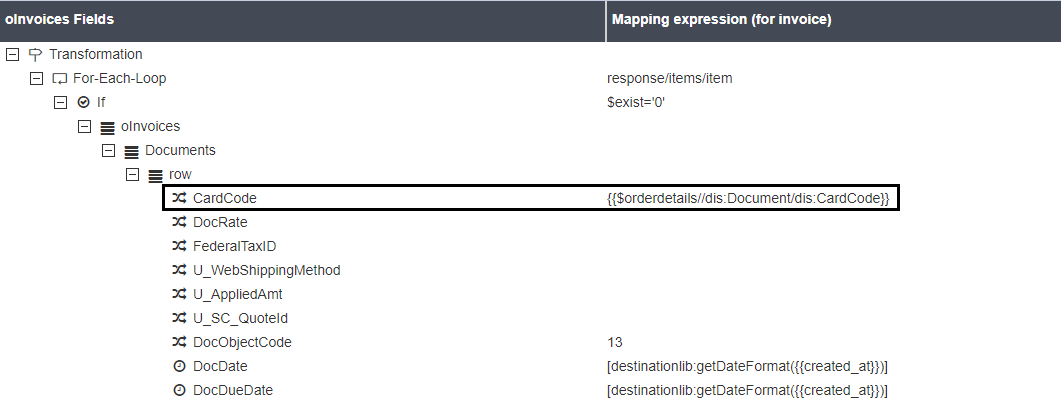 oInvoices Fields Mapping expression (for invoice)
Transformation
For-Each-Loop response/items/item
If $exist='0'
oInvoices
Documents
row
CardCode {{$orderdetails//dis:Document/dis:CardCode}}
DocRate
FederalTaxID
U_WebShippingMethod
U_AppliedAmt
U_SC_QuoteId
DocObjectCode 13
DocDate [destinationlib:getDateFormat({{created_at}})]
DocDueDate [destinationlib:getDateFormat({{created_at}})]